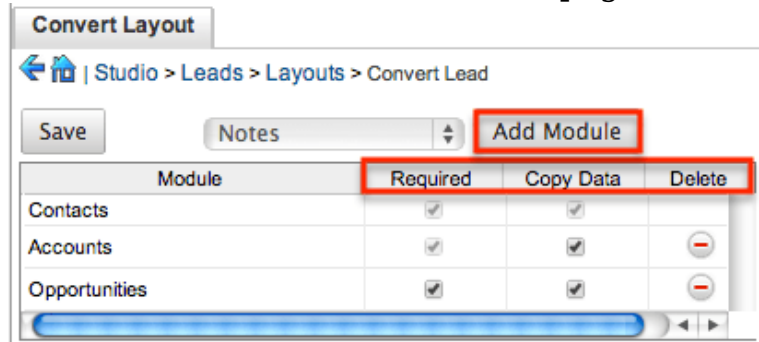 Convert Layout
| Studio > Leads > Layouts > Convert Lead
Save Notes Add Module
Module Required Copy Data Delete
Contacts
Accounts
Opportunities